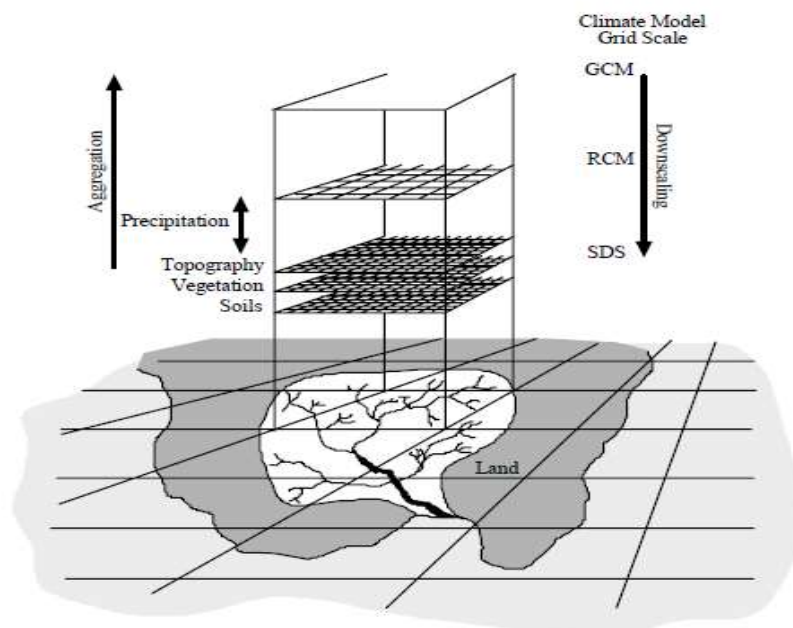 Climate Model
Grid Scale
GCM
Aggregation
Downscaling
RCM
Precipitation
SDS
Topography
Vegetation
Soils
Land